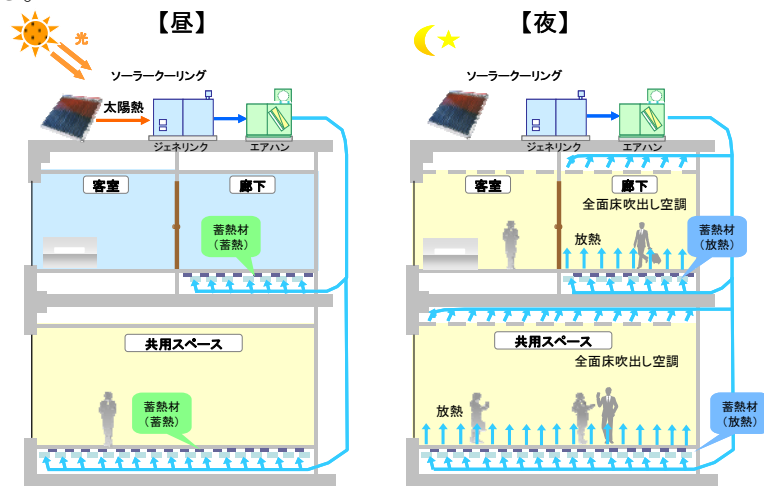 す。
【昼】
光
ソーラークーリング
太陽熱
ジェネリンク
エアハン
客室
廊下
蓄熱材
（蓄熱）
共用スペース
蓄熱材
（蓄熱）
【夜】
ソーラークーリング
ジェネリンク
エアハン
客室
廊下
全面床吹出し空調
放熱
蓄熱材
（放熱）
共用スペース
全面床吹出し空調
放熱
蓄熱材
（放熱）